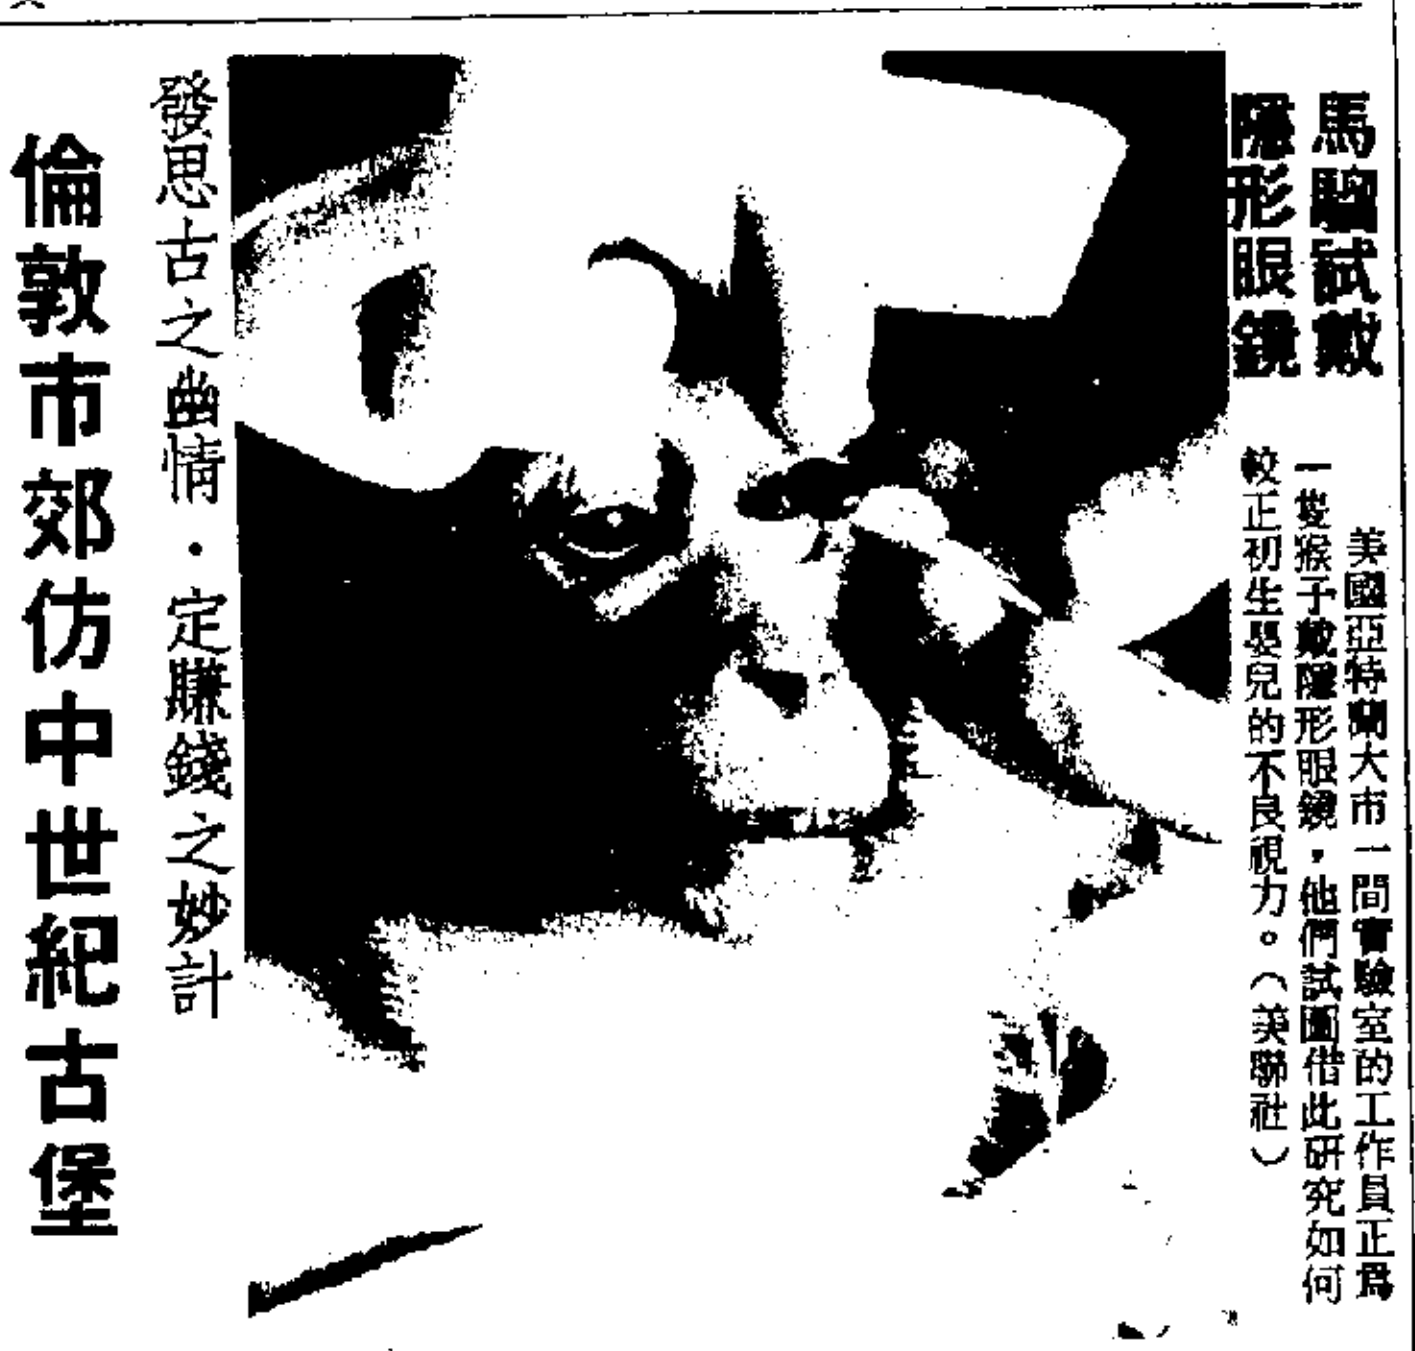 馬騮試戴
隱形眼鏡
美國亞特蘭大市一間實驗室的工作員正爲
一隻猴子戴隱形眼鏡，他們試圖借此研究如何
較正初生嬰兒的不良視力。（美聯社）
發思古之幽情・定賺錢之妙計
倫敦市郊仿中世紀古堡